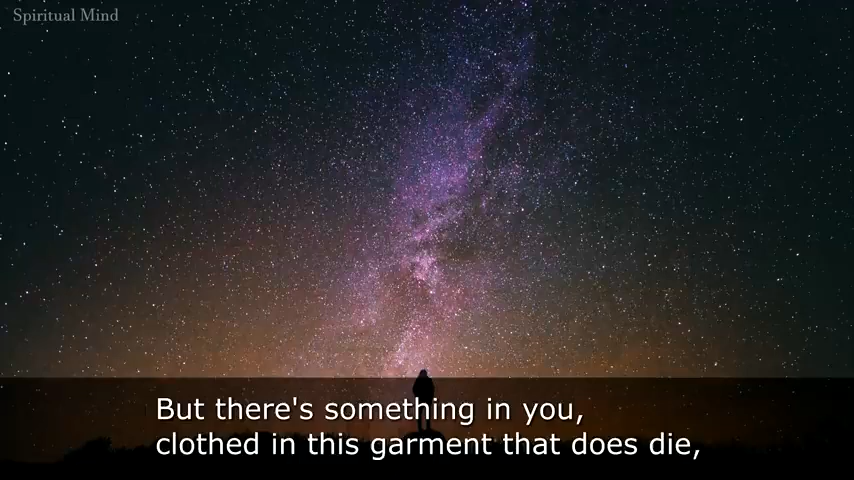 Spiritual Mind
But there's something in you,
clothed in this garment that does die,